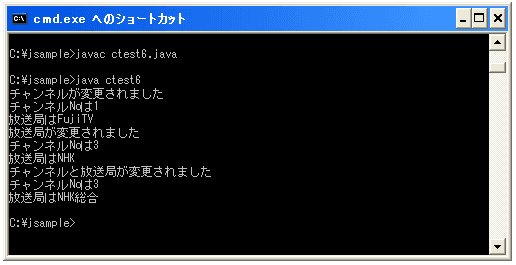 cmd.exe へのショートカット
C:¥jsample>javac ctest6.java
C:¥jsample>java ctest6
チャンネルが変更されました
チャンネルNoは1
放送局はFujiTV
放送局が変更されました
チャンネルNoは3
放送局はNHK
チャンネルと放送局が変更されました
チャンネルNoは3
放送局はNHK総合
C:¥jsample>